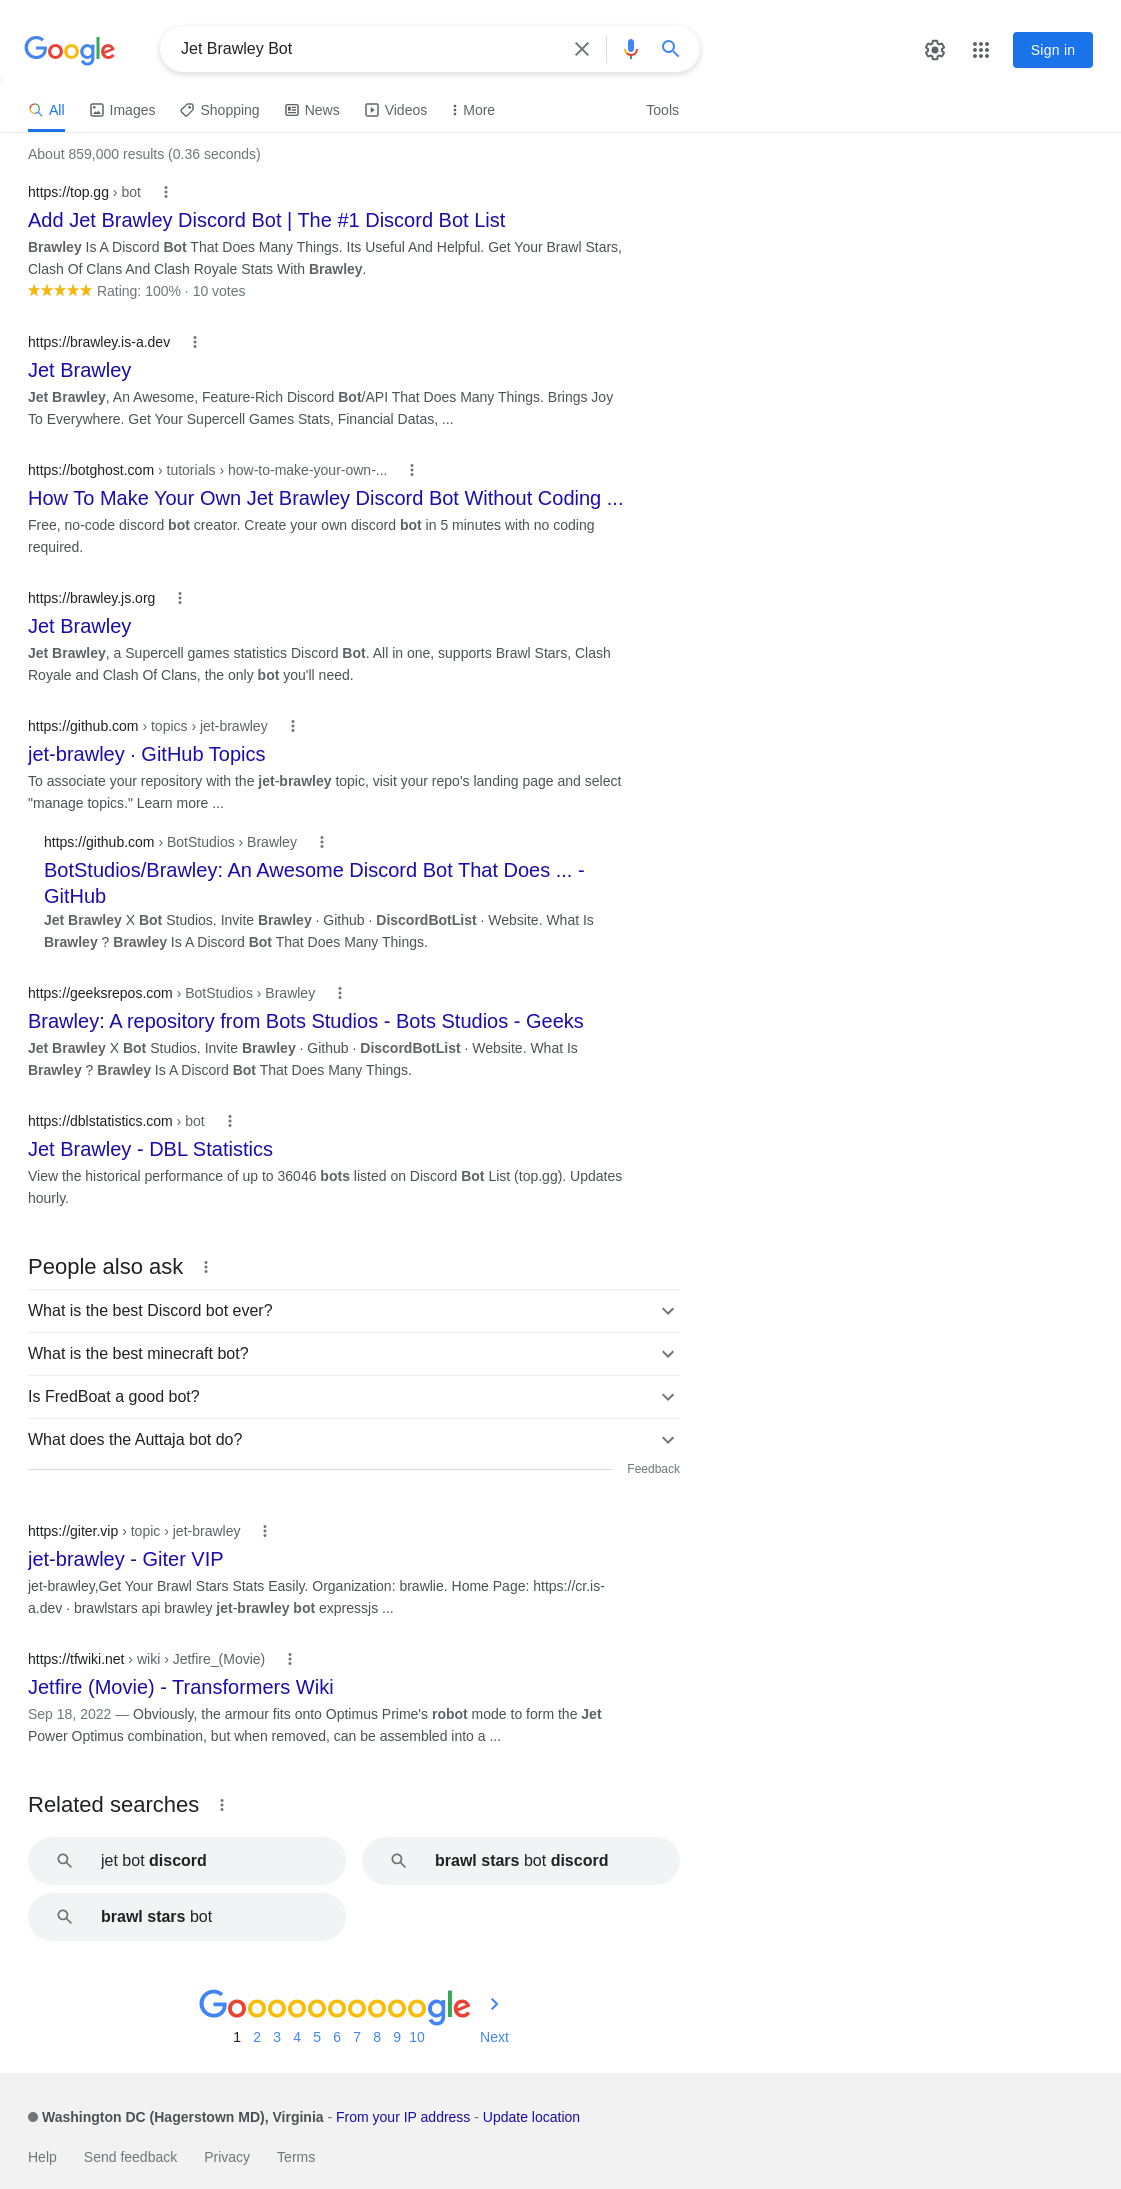 Google
Jet Brawley Bot
Sign in
All Images Shopping News Videos More Tools
About 859,000 results (0.36 seconds)
https://top.gg › bot
Add Jet Brawley Discord Bot | The #1 Discord Bot List
Brawley Is A Discord Bot That Does Many Things. Its Useful And Helpful. Get Your Brawl Stars,
Clash Of Clans And Clash Royale Stats With Brawley.
Rating: 100% · 10 votes
https://brawley.is-a.dev
Jet Brawley
Jet Brawley, An Awesome, Feature-Rich Discord Bot/API That Does Many Things. Brings Joy
To Everywhere. Get Your Supercell Games Stats, Financial Datas, ...
https://botghost.com › tutorials › how-to-make-your-own-...
How To Make Your Own Jet Brawley Discord Bot Without Coding ...
Free, no-code discord bot creator. Create your own discord bot in 5 minutes with no coding
required.
https://brawley.js.org
Jet Brawley
Jet Brawley, a Supercell games statistics Discord Bot. All in one, supports Brawl Stars, Clash
Royale and Clash Of Clans, the only bot you'll need.
https://github.com › topics › jet-brawley
jet-brawley · GitHub Topics
To associate your repository with the jet-brawley topic, visit your repo's landing page and select
"manage topics." Learn more ...
https://github.com › BotStudios › Brawley
BotStudios/Brawley: An Awesome Discord Bot That Does ... -
GitHub
Jet Brawley X Bot Studios. Invite Brawley · Github · DiscordBotList · Website. What Is
Brawley ? Brawley Is A Discord Bot That Does Many Things.
https://geeksrepos.com › BotStudios › Brawley
Brawley: A repository from Bots Studios - Bots Studios - Geeks
Jet Brawley X Bot Studios. Invite Brawley · Github · DiscordBotList · Website. What Is
Brawley ? Brawley Is A Discord Bot That Does Many Things.
https://dblstatistics.com › bot
Jet Brawley - DBL Statistics
View the historical performance of up to 36046 bots listed on Discord Bot List (top.gg). Updates
hourly.
People also ask
What is the best Discord bot ever?
What is the best minecraft bot?
Is FredBoat a good bot?
What does the Auttaja bot do?
Feedback
https://giter.vip › topic › jet-brawley
jet-brawley - Giter VIP
jet-brawley,Get Your Brawl Stars Stats Easily. Organization: brawlie. Home Page: https://cr.is-
a.dev · brawlstars api brawley jet-brawley bot expressjs ...
https://tfwiki.net › wiki › Jetfire_(Movie)
Jetfire (Movie) - Transformers Wiki
Sep 18, 2022 — Obviously, the armour fits onto Optimus Prime's robot mode to form the Jet
Power Optimus combination, but when removed, can be assembled into a ...
Related searches
jet bot discord
brawl stars bot discord
brawl stars bot
Goooooooooogle
1 2 3 4 5 6 7 8 9 10 Next
Washington DC (Hagerstown MD), Virginia - From your IP address - Update location
Help Send feedback Privacy Terms